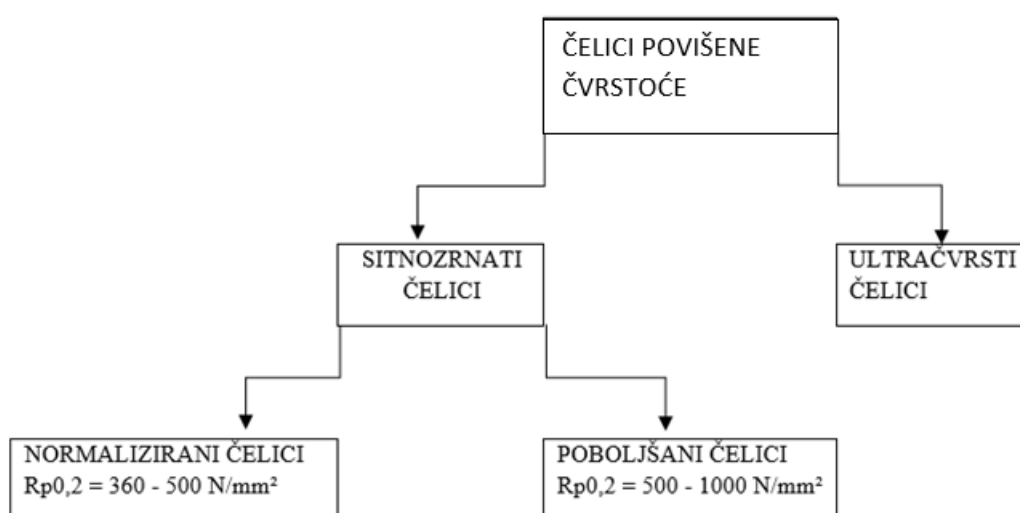 ČELICI POVIŠENE
ČVRSTOĆE
SITNOZRNATI
ČELICI
ULTRAČVRSTI
ČELICI
NORMALIZIRANI ČELICI
Rp0,2 = 360 - 500 N/mm²
POBOLJŠANI ČELICI
Rp0,2 = 500 - 1000 N/mm²